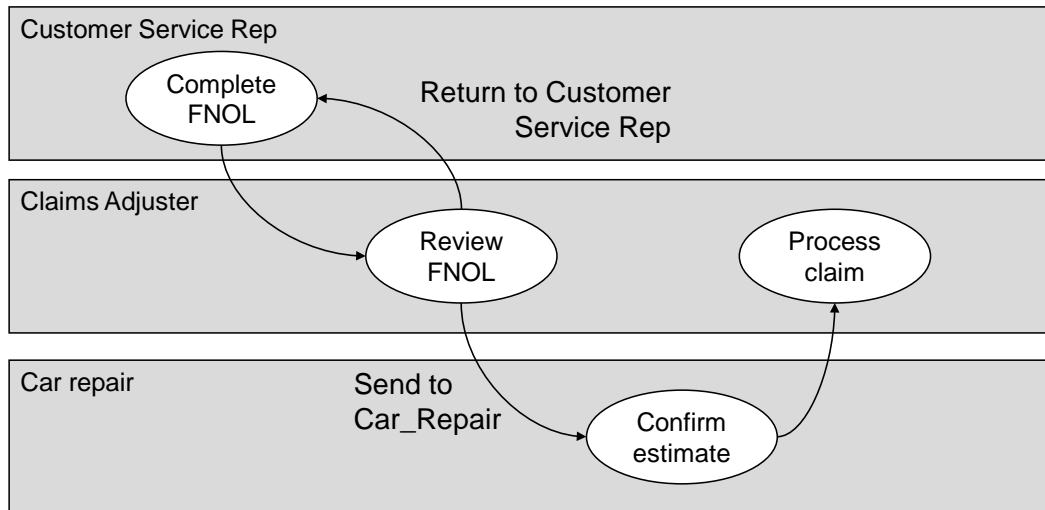 Customer Service Rep
Complete
FNOL
Return to Customer
Service Rep
Claims Adjuster
Review
FNOL
Process
claim
Car repair
Send to
Car_Repair
Confirm
estimate